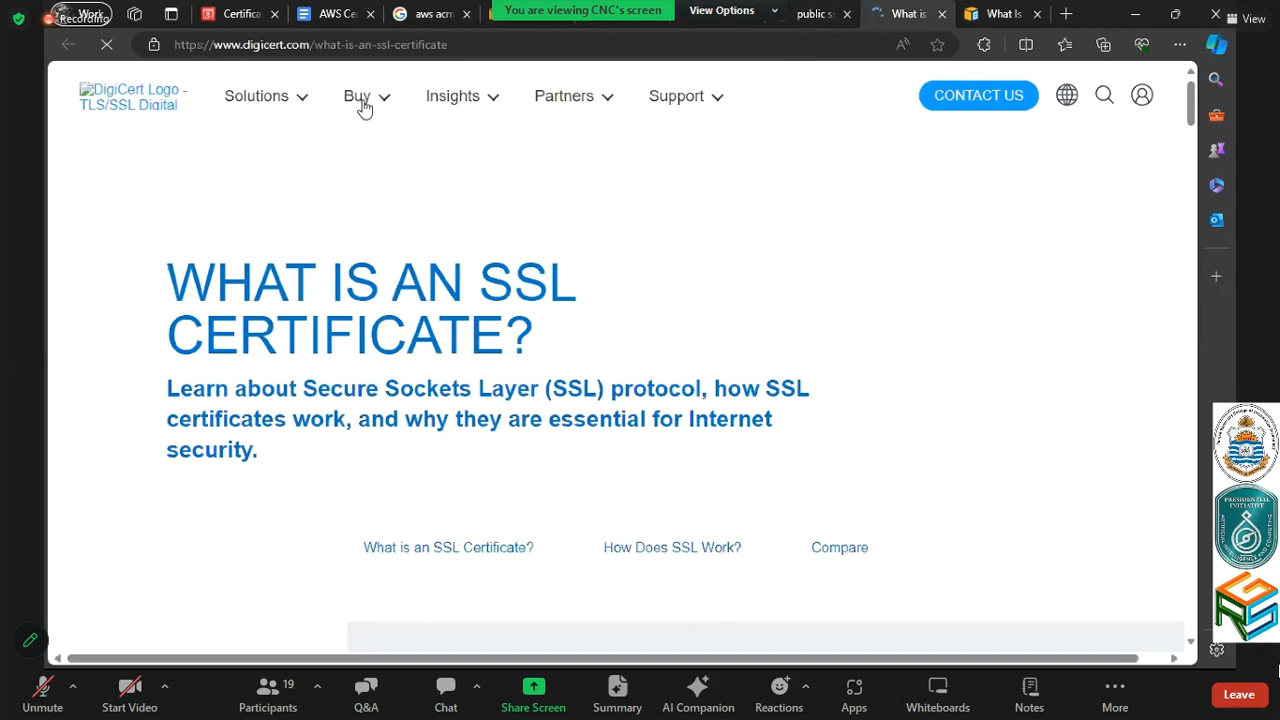 Work
Recording
Certifica
AWS Ce
aws acm
You are viewing CNC's screen
View Options
public s
What is
What Is
View
https://www.digicert.com/what-is-an-ssl-certificate
DigiCert Logo -
TLS/SSL Digital
Solutions
Buy
Insights
Partners
Support
CONTACT US
WHAT IS AN SSL
CERTIFICATE?
Learn about Secure Sockets Layer (SSL) protocol, how SSL
certificates work, and why they are essential for Internet
security.
What is an SSL Certificate?
How Does SSL Work?
Compare
PRESIDENTIAL
INITIATIVE
Unmute
Start Video
19
Participants
Q&A
Chat
Share Screen
Summary
AI Companion
Reactions
Apps
Whiteboards
Notes
More
Leave